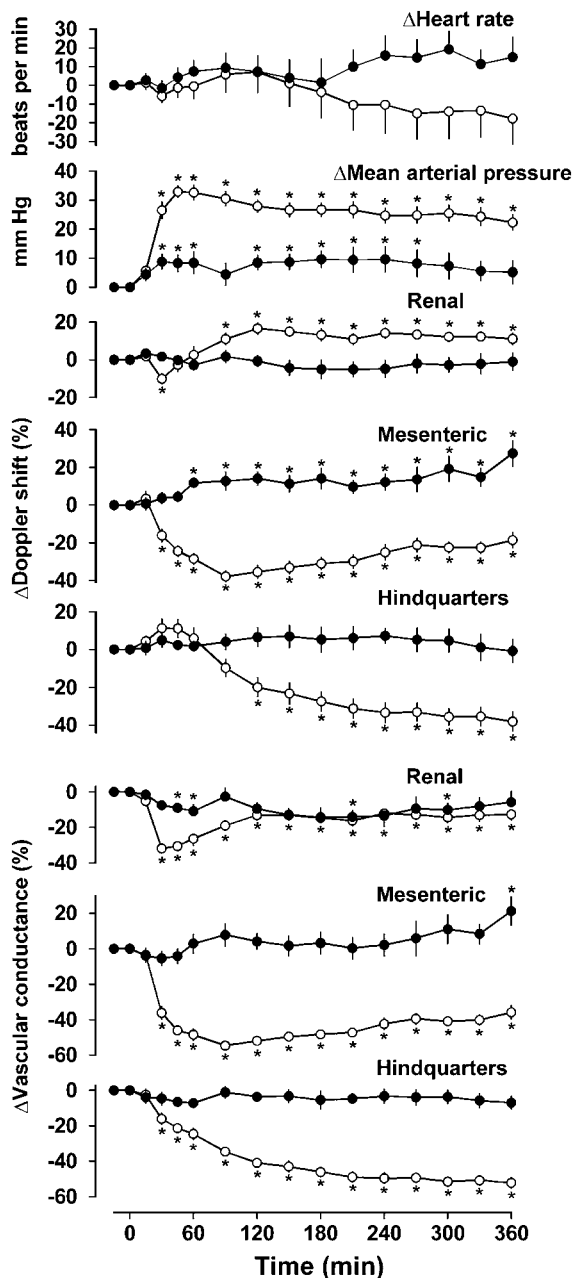 ΔHeart rate
beats per min
30
20
10
0
-10
-20
-30
ΔMean arterial pressure
mm Hg
40
30
20
10
0
* * * * * * * * * * * * *
* * * * * * * * *
Renal
ΔDoppler shift (%)
20
0
-20
* * * * * * * * * *
*
Mesenteric
40
20
0
-20
-40
* * * * * * * * * * *
* * * * * * * * * * * * *
Hindquarters
20
0
-20
-40
* * * * * * * * *
Renal
ΔVascular conductance (%)
0
-20
-40
* * * *
* * * * * * * * * * * * *
Mesenteric
20
0
-20
-40
-60
*
* * * * * * * * * * * * *
Hindquarters
0
-20
-40
-60
* * * * * * * * * * * * *
0 60 120 180 240 300 360
Time (min)